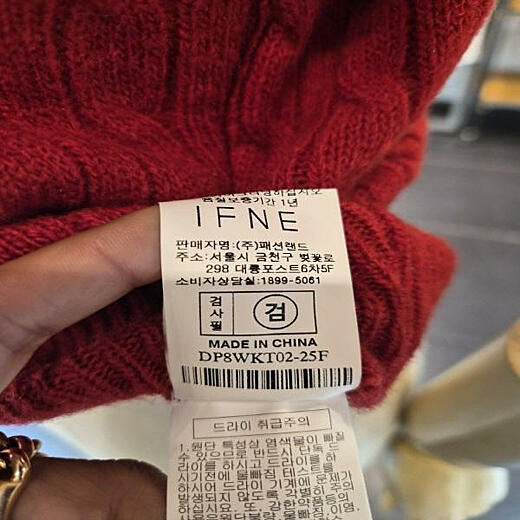 품질보증기간 1년
IFNE
판매자명:(주)패션랜드
주소:서울시 금천구 벚꽃로
298 대륭포스트6차5F
소비자상담실:1899-5061
검사필
검
MADE IN CHINA
DP8WKT02-25F
드라이 취급주의
1.원단 특성상 염색물이 빠질
수 있으므로 반드시 단독 드
라이를 하시고 드라이를 하
시기전에 물빠짐 테스트를
하시어 드라이 기계에 문제가
발생되지 않도록 각별히 주의
하십시요. 또, 강한약품등의